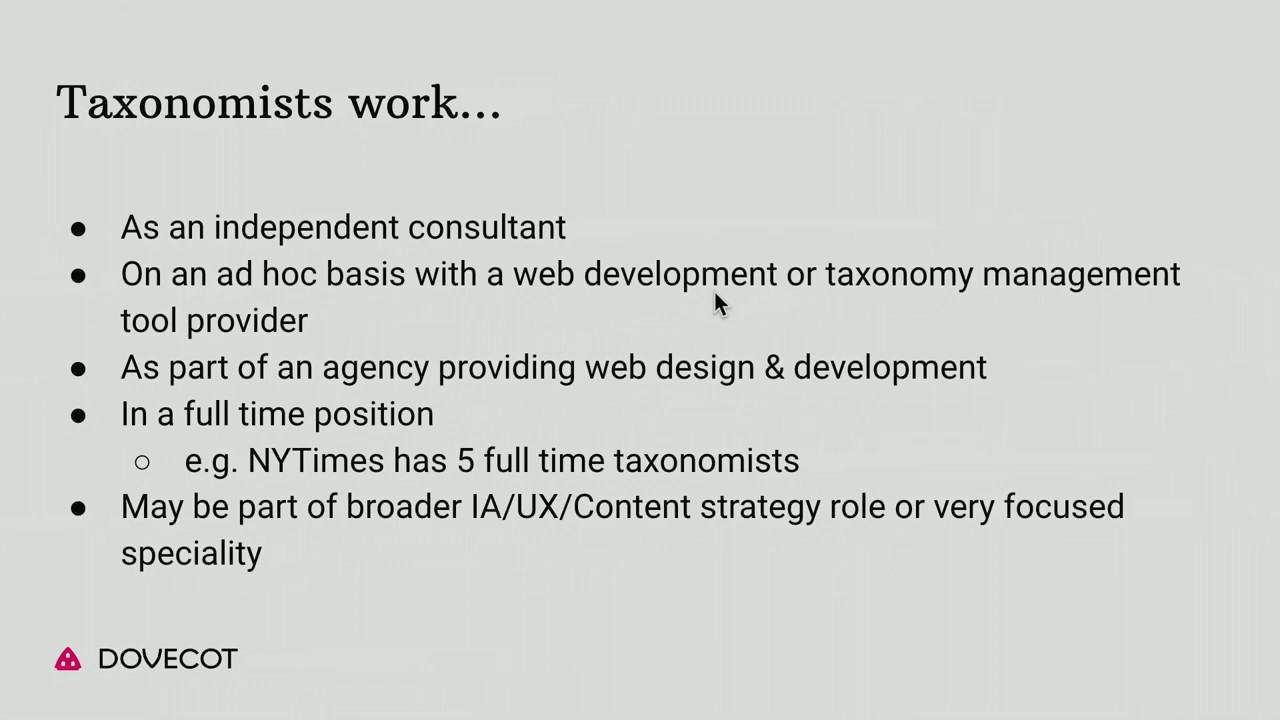 Taxonomists work...
● As an independent consultant
● On an ad hoc basis with a web development or taxonomy management
tool provider
● As part of an agency providing web design & development
● In a full time position
○ e.g. NYTimes has 5 full time taxonomists
● May be part of broader IA/UX/Content strategy role or very focused
speciality
DOVECOT